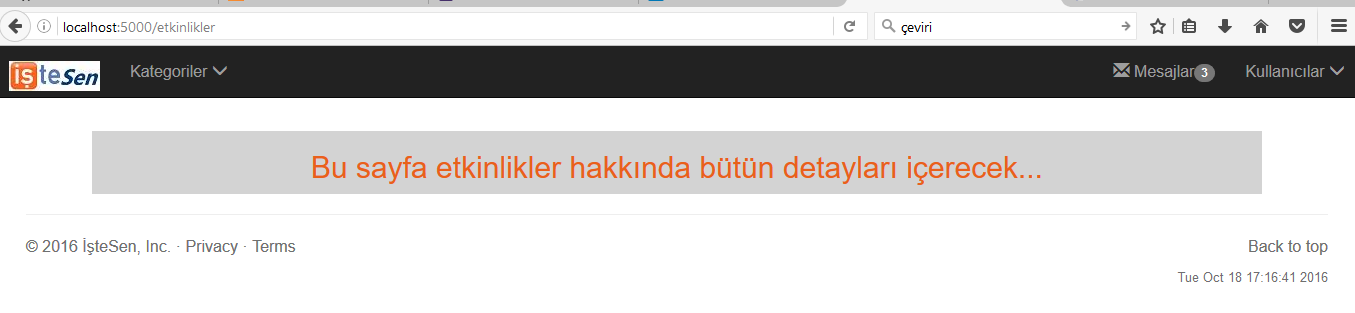 localhost:5000/etkinlikler
çeviri
işteSen
Kategoriler
Mesajlar 3
Kullanıcılar
Bu sayfa etkinlikler hakkında bütün detayları içerecek...
© 2016 İşteSen, Inc. · Privacy · Terms
Back to top
Tue Oct 18 17:16:41 2016